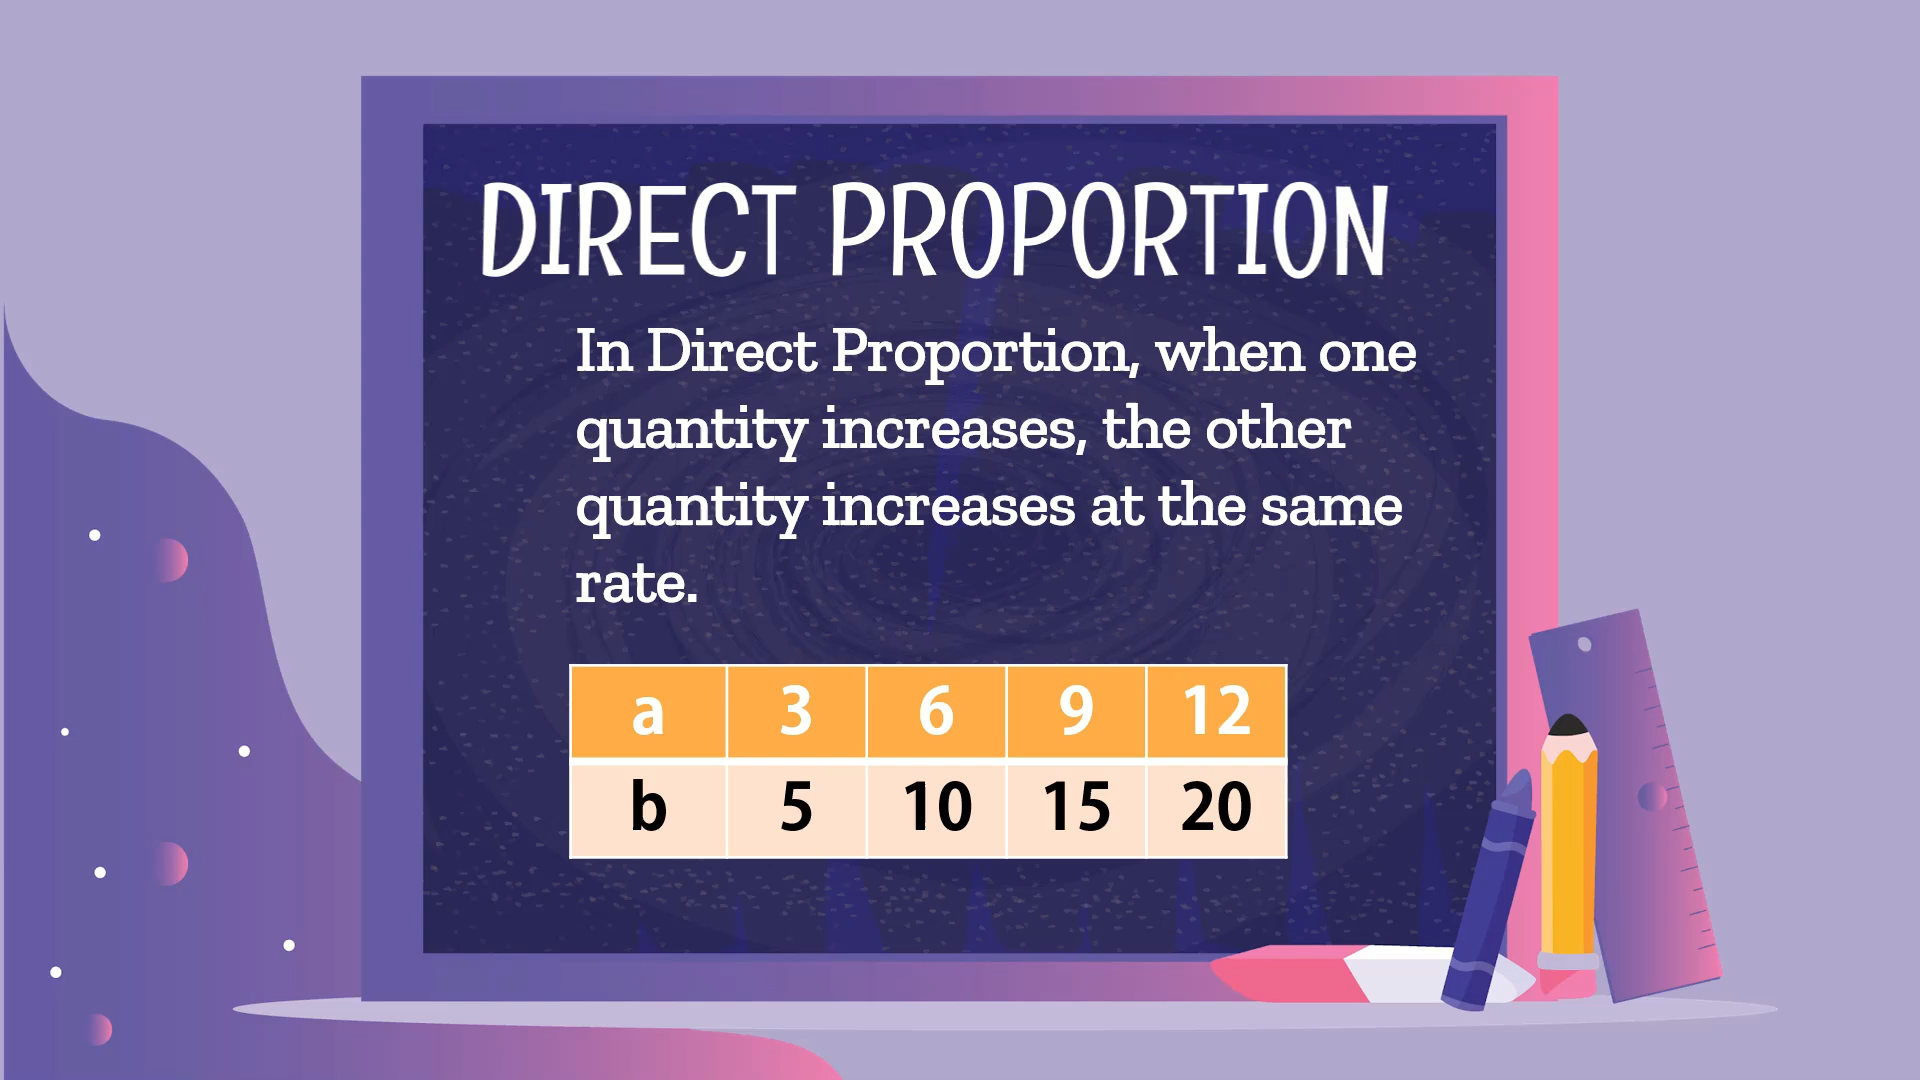 DIRECT PROPORTION
In Direct Proportion, when one
quantity increases, the other
quantity increases at the same
rate.
a 3 6 9 12
b 5 10 15 20